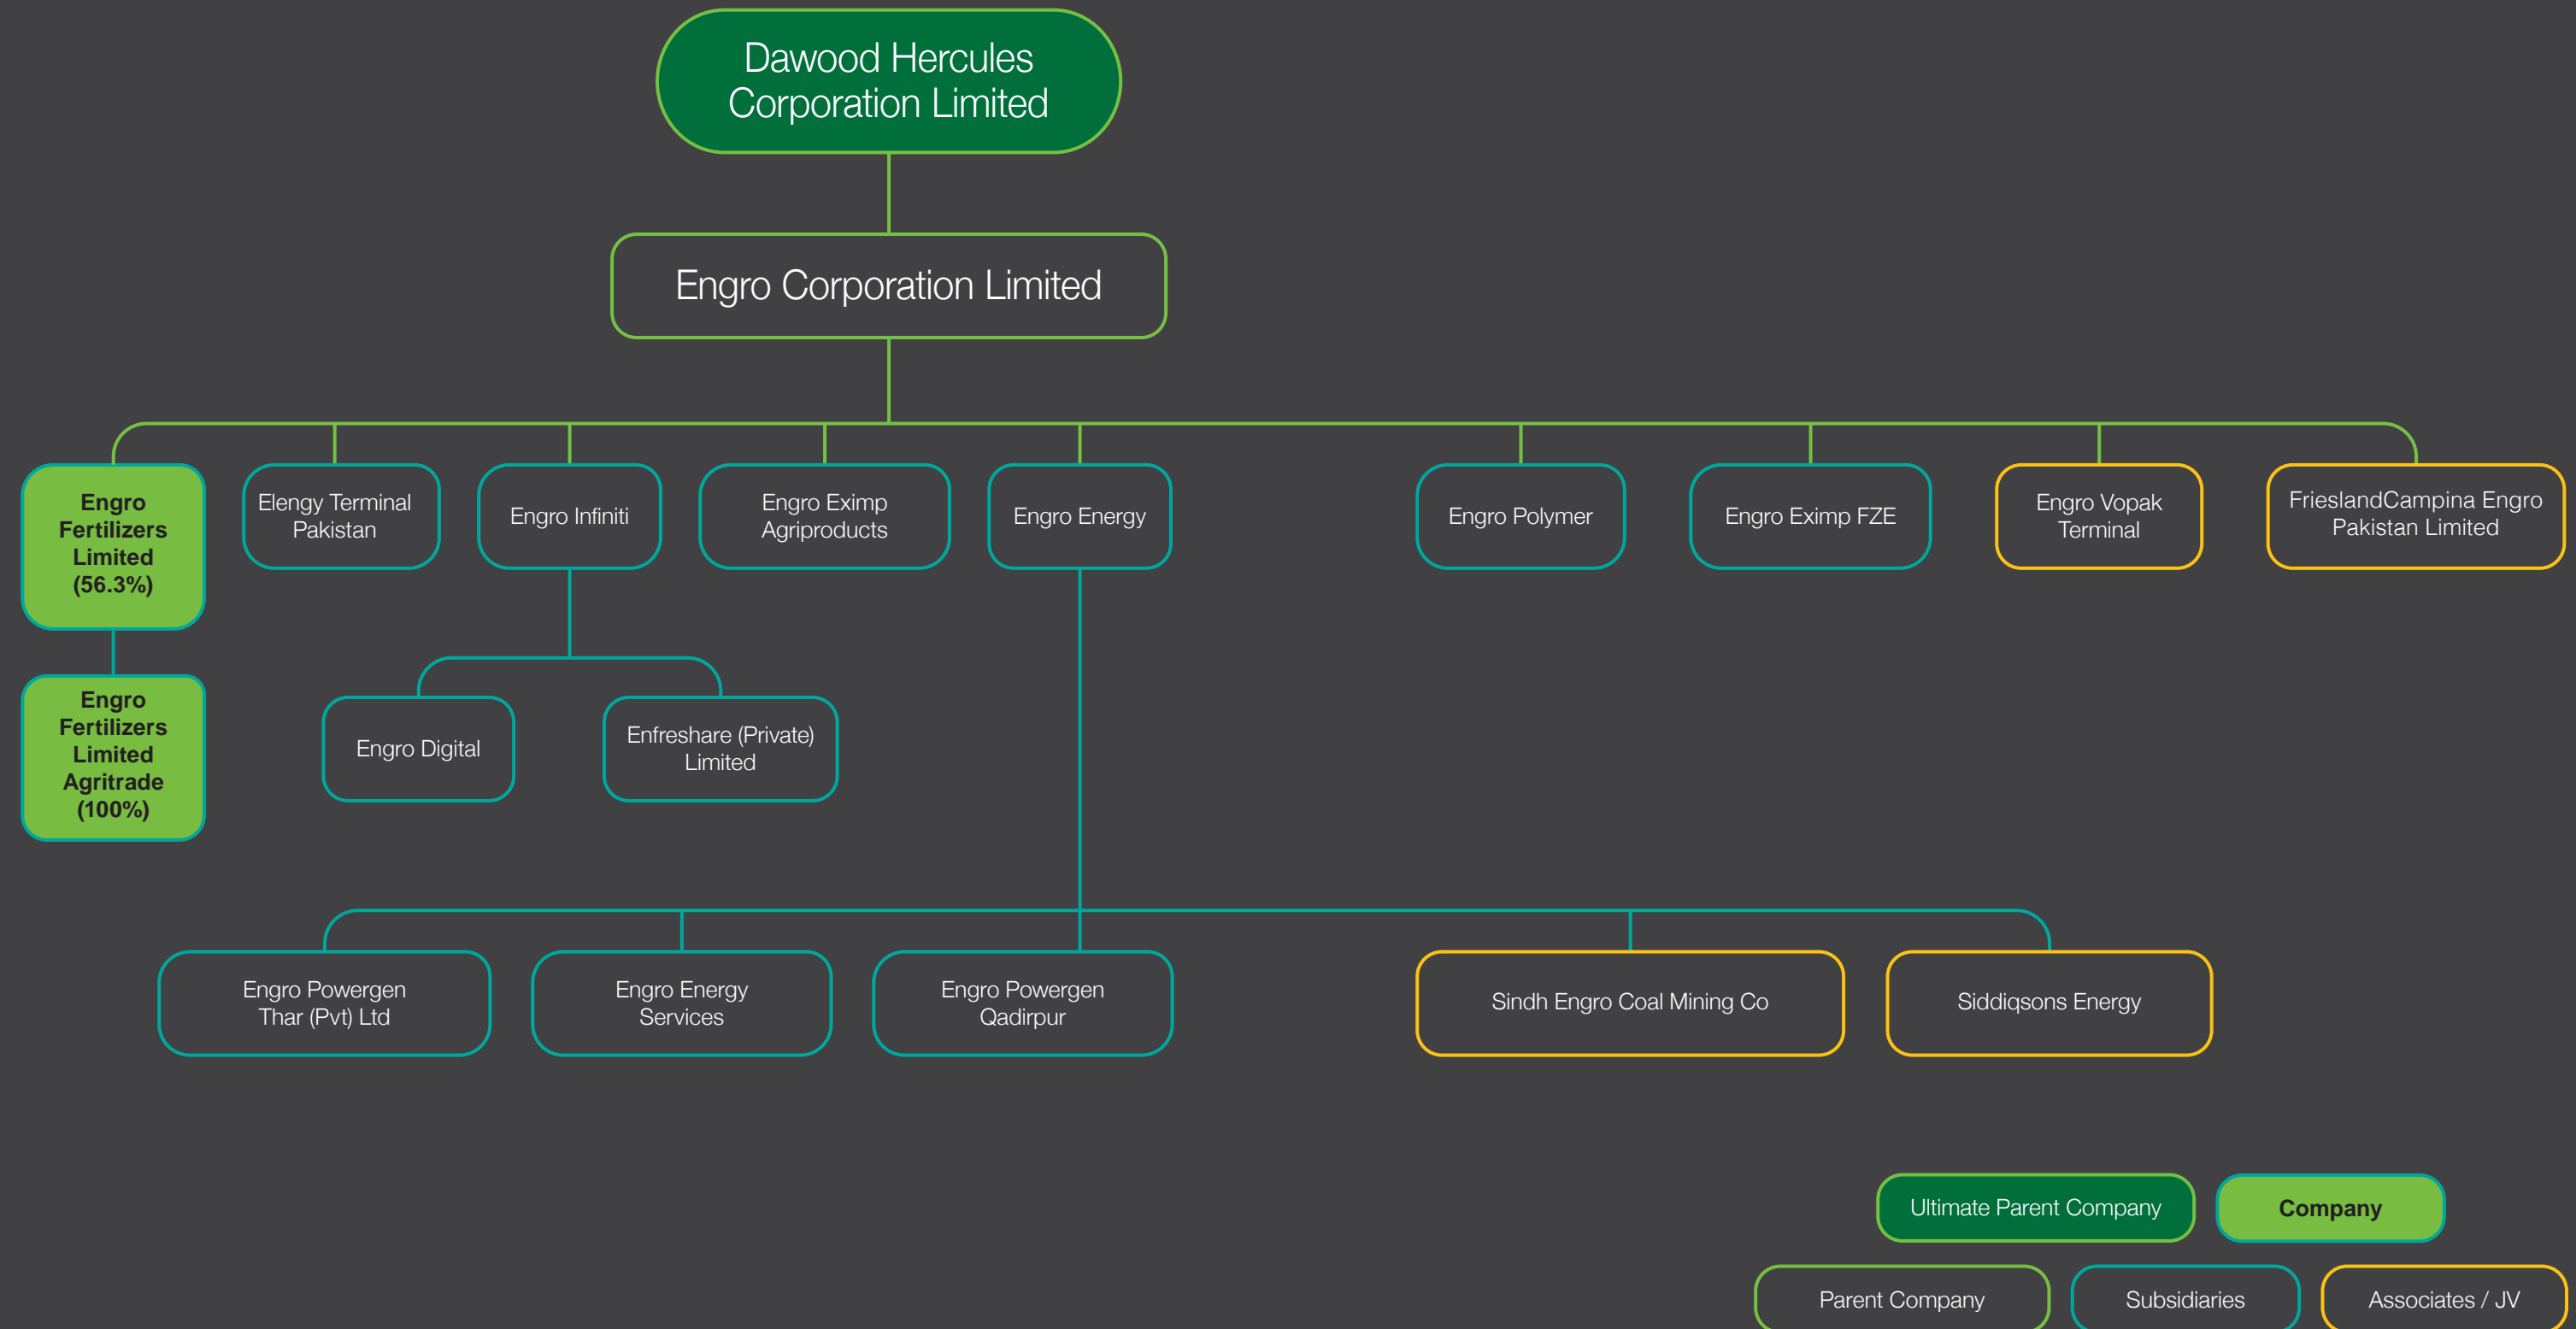 Dawood Hercules
Corporation Limited
Engro Corporation Limited
Engro
Fertilizers
Limited
(56.3%)
Elengy Terminal
Pakistan
Engro Infiniti
Engro Eximp
Agriproducts
Engro Energy
Engro Polymer
Engro Eximp FZE
Engro Vopak
Terminal
FrieslandCampina Engro
Pakistan Limited
Engro
Fertilizers
Limited
Agritrade
(100%)
Engro Digital
Enfreshare (Private)
Limited
Engro Powergen
Thar (Pvt) Ltd
Engro Energy
Services
Engro Powergen
Qadirpur
Sindh Engro Coal Mining Co
Siddiqsons Energy
Ultimate Parent Company
Company
Parent Company
Subsidiaries
Associates / JV